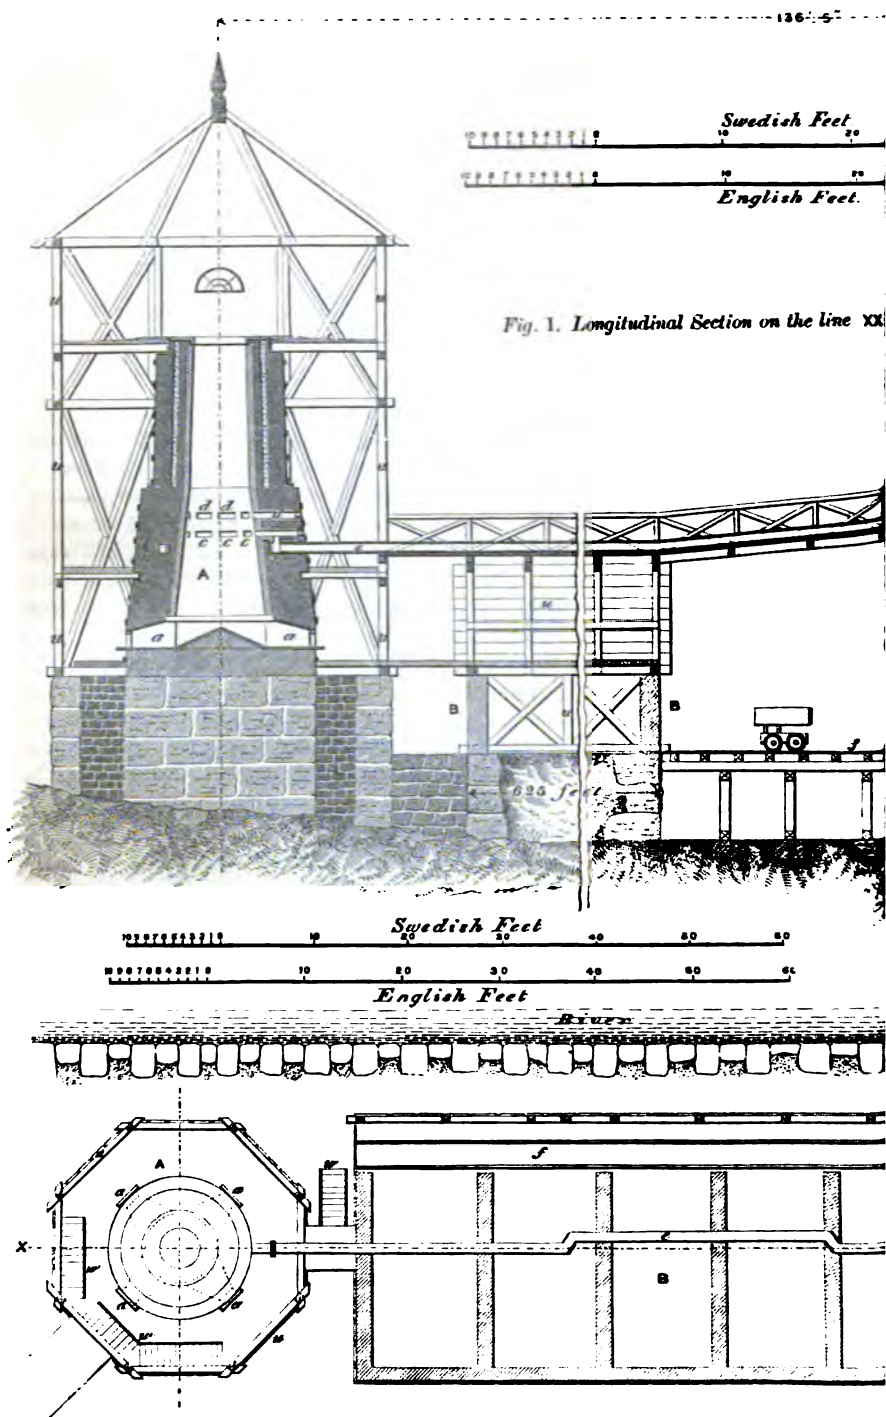 136'. 5"
Swedish Feet
10 9 8 7 6 5 4 3 2 1 0 10 20
10 9 8 7 6 5 4 3 2 1 0 10 20
English Feet.
Fig. 1. Longitudinal Section on the line XX
u u
u u
d d
c c c
e
A
u
u u
a a
B u B
f
625 feet
Swedish Feet
10 9 8 7 6 5 4 3 2 1 0 10 20 30 40 50 60
10 9 8 7 6 5 4 3 2 1 0 10 20 30 40 50
English Feet
River
A
a a
w
f
X
e
w
B
a a
w
u